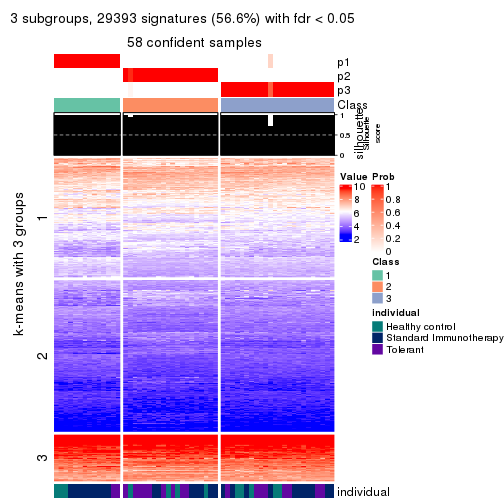 3 subgroups, 29393 signatures (56.6%) with fdr < 0.05
58 confident samples
p1
p2
p3
Class
1
0.5
0
silhouette
Silhouette
score
k-means with 3 groups
1
2
3
Value
10
8
6
4
2
Prob
1
0.8
0.6
0.4
0.2
0
Class
1
2
3
individual
Healthy control
Standard Immunotherapy
Tolerant
individual